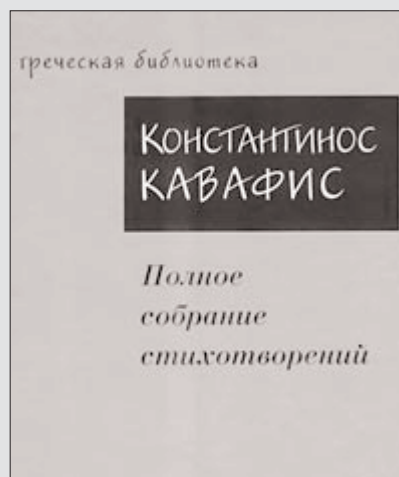 греческая библиотека
КОНСТАНТИНОС
КАВАФИС
Полное
собрание
стихотворений